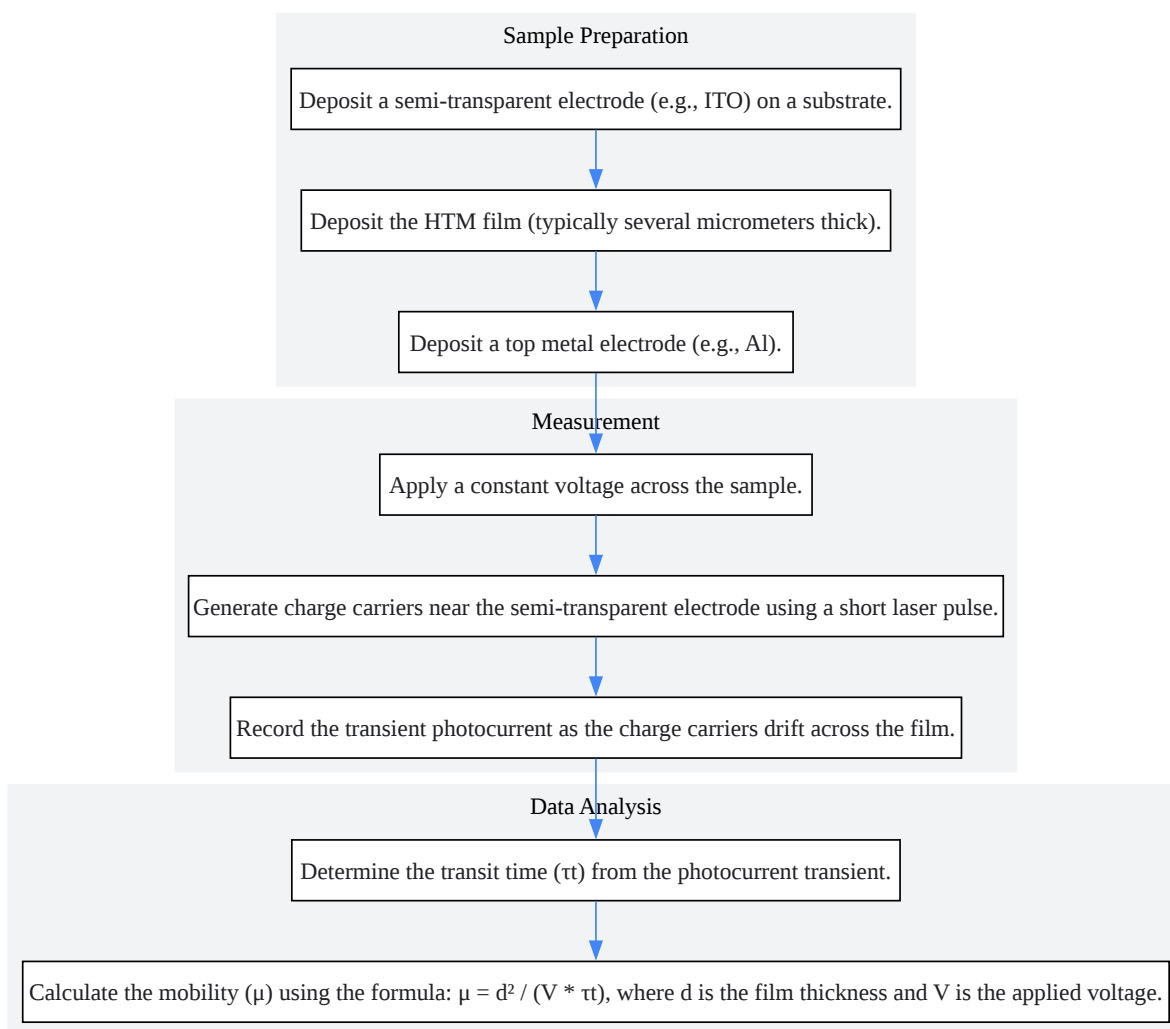 Sample Preparation
Deposit a semi-transparent electrode (e.g., ITO) on a substrate.
Deposit the HTM film (typically several micrometers thick).
Deposit a top metal electrode (e.g., Al).
Measurement
Apply a constant voltage across the sample.
Generate charge carriers near the semi-transparent electrode using a short laser pulse.
Record the transient photocurrent as the charge carriers drift across the film.
Data Analysis
Determine the transit time (τt) from the photocurrent transient.
Calculate the mobility (μ) using the formula: μ = d² / (V * τt), where d is the film thickness and V is the applied voltage.